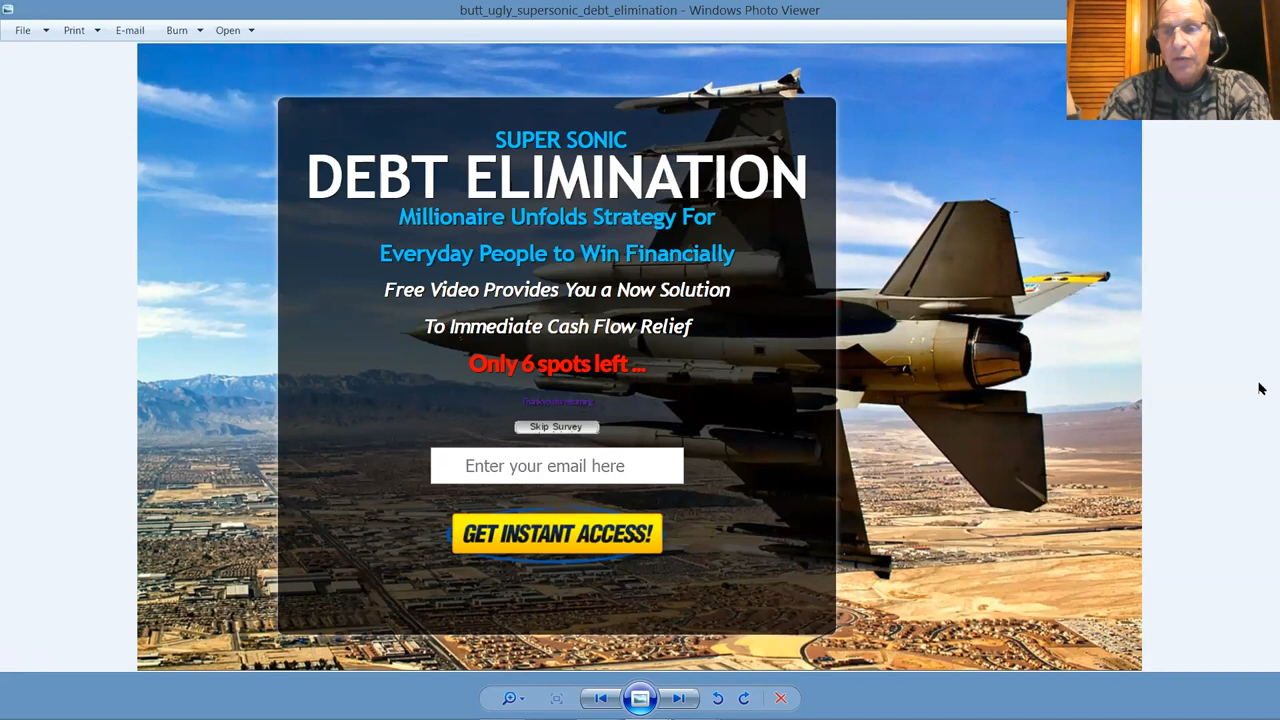 butt_ugly_supersonic_debt_elimination - Windows Photo Viewer
File Print E-mail Burn Open
SUPER SONIC
DEBT ELIMINATION
Millionaire Unfolds Strategy For
Everyday People to Win Financially
Free Video Provides You a Now Solution
To Immediate Cash Flow Relief
Only 6 spots left ...
Skip Survey
Enter your email here
GET INSTANT ACCESS!